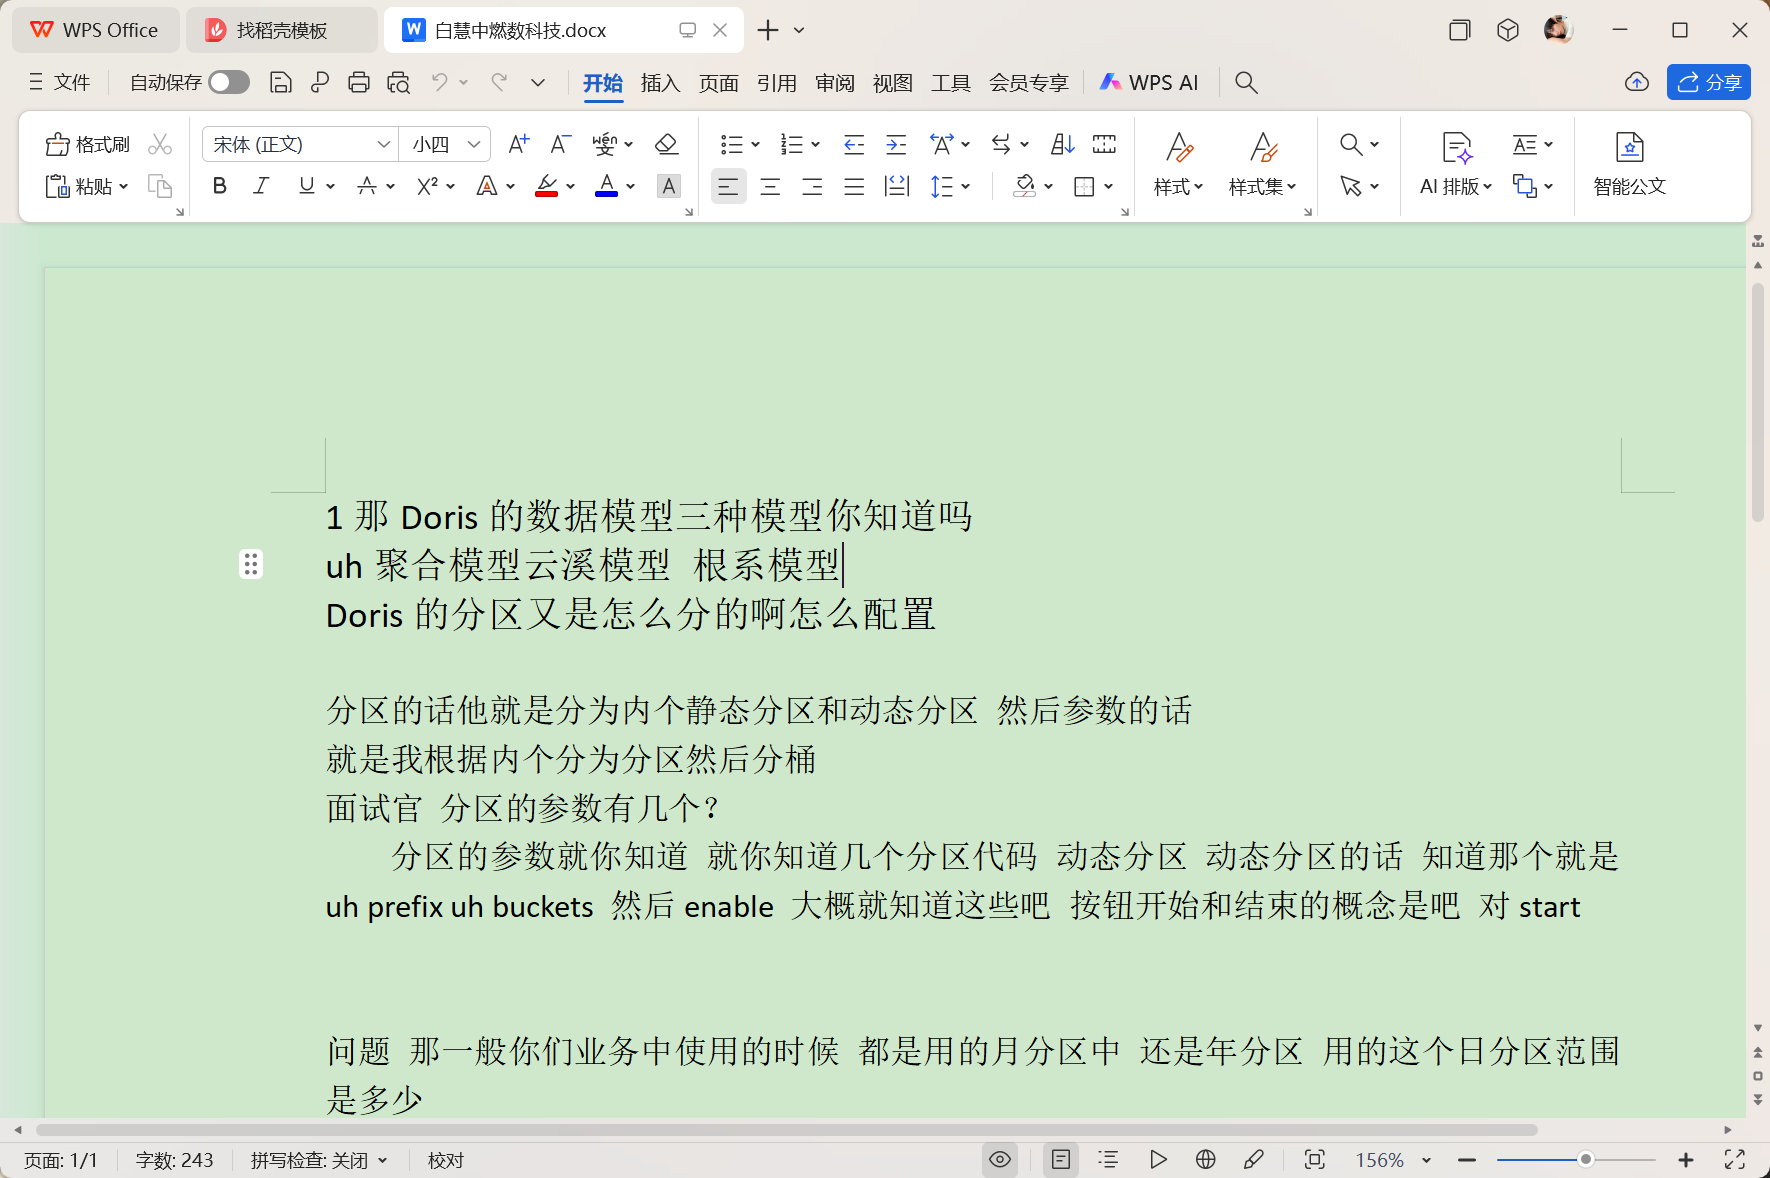 WPS Office 找稻壳模板 白慧中燃数科技.docx
文件 自动保存 开始 插入 页面 引用 审阅 视图 工具 会员专享 WPS AI 分享
格式刷 宋体 (正文) 小四
粘贴 样式 样式集 AI 排版 智能公文
1 那 Doris 的数据模型三种模型你知道吗
uh 聚合模型云溪模型 根系模型
Doris 的分区又是怎么分的啊怎么配置
分区的话他就是分为内个静态分区和动态分区 然后参数的话
就是我根据内个分为分区然后分桶
面试官 分区的参数有几个？
分区的参数就你知道 就你知道几个分区代码 动态分区 动态分区的话 知道那个就是
uh prefix uh buckets 然后 enable 大概就知道这些吧 按钮开始和结束的概念是吧 对 start
问题 那一般你们业务中使用的时候 都是用的月分区中 还是年分区 用的这个日分区范围
是多少
页面: 1/1 字数: 243 拼写检查: 关闭 校对 156%